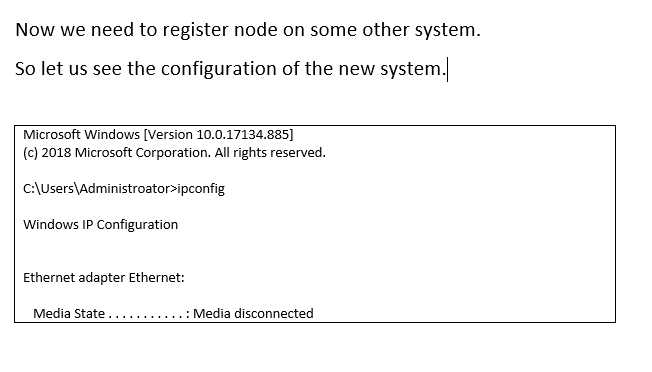 Now we need to register node on some other system.
So let us see the configuration of the new system.
Microsoft Windows [Version 10.0.17134.885]
(c) 2018 Microsoft Corporation. All rights reserved.
C:\Users\Administroator>ipconfig
Windows IP Configuration
Ethernet adapter Ethernet:
Media State . . . . . . . . . . . : Media disconnected